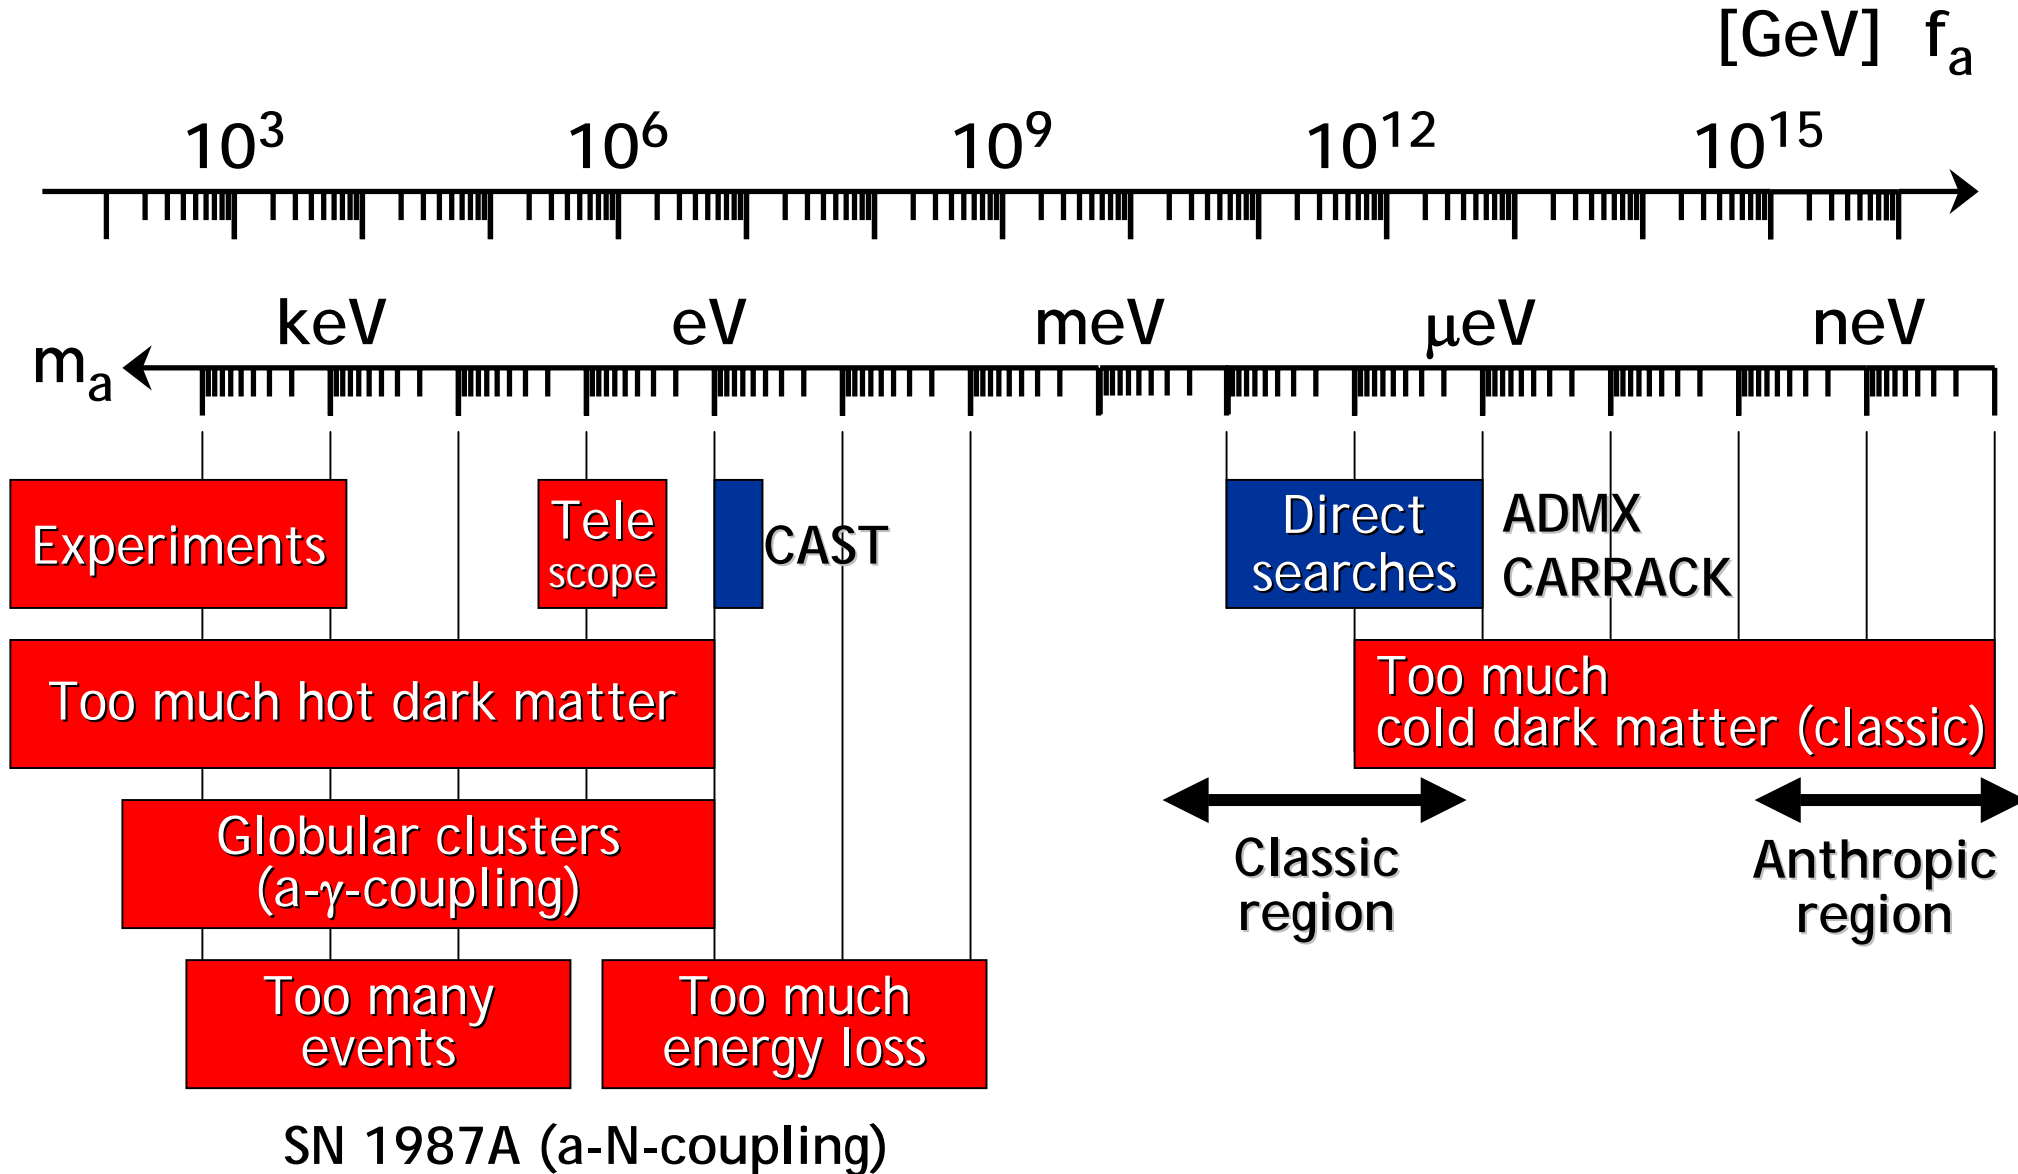 [GeV] fₐ
10³ 10⁶ 10⁹ 10¹² 10¹⁵
keV eV meV μeV neV
mₐ
Experiments
Tele
scope
CAST
Direct
searches
ADMX
CARRACK
Too much hot dark matter
Too much
cold dark matter (classic)
Globular clusters
(a-γ-coupling)
Classic
region
Anthropic
region
Too many
events
Too much
energy loss
SN 1987A (a-N-coupling)